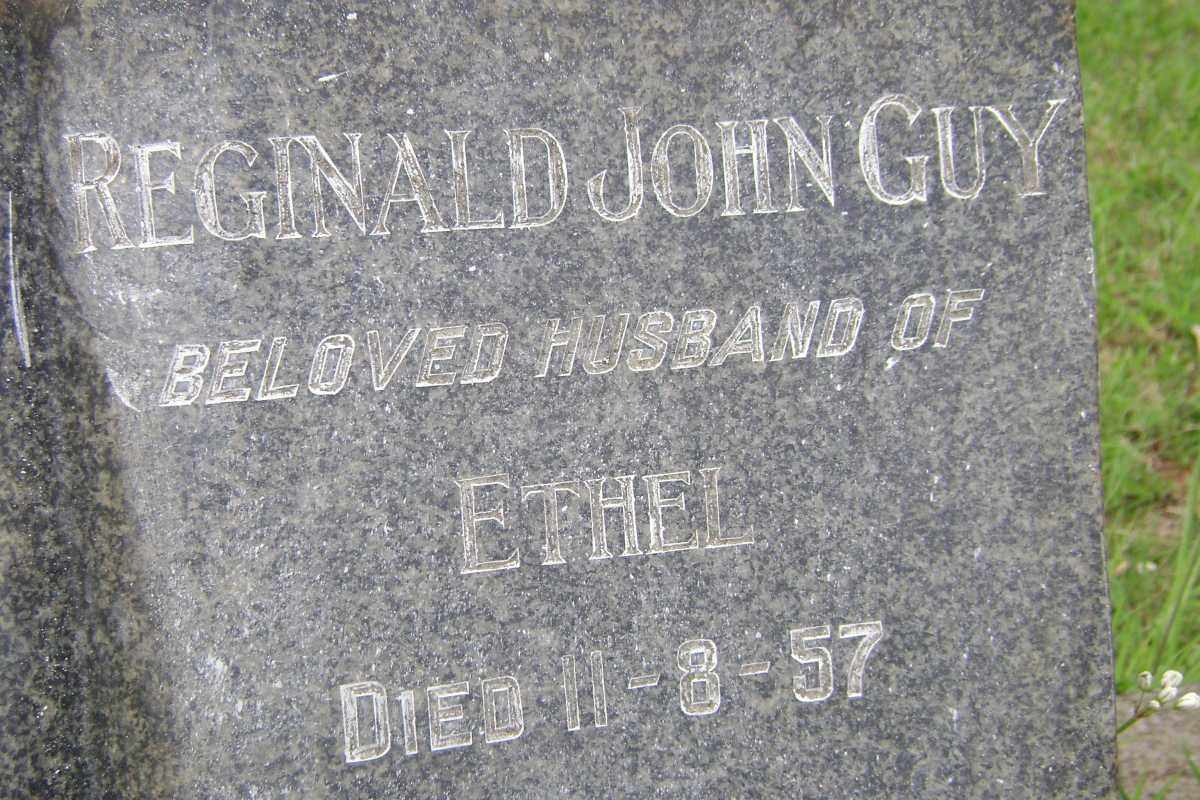 REGINALD JOHN GUY
BELOVED HUSBAND OF
ETHEL
DIED 11-8-57